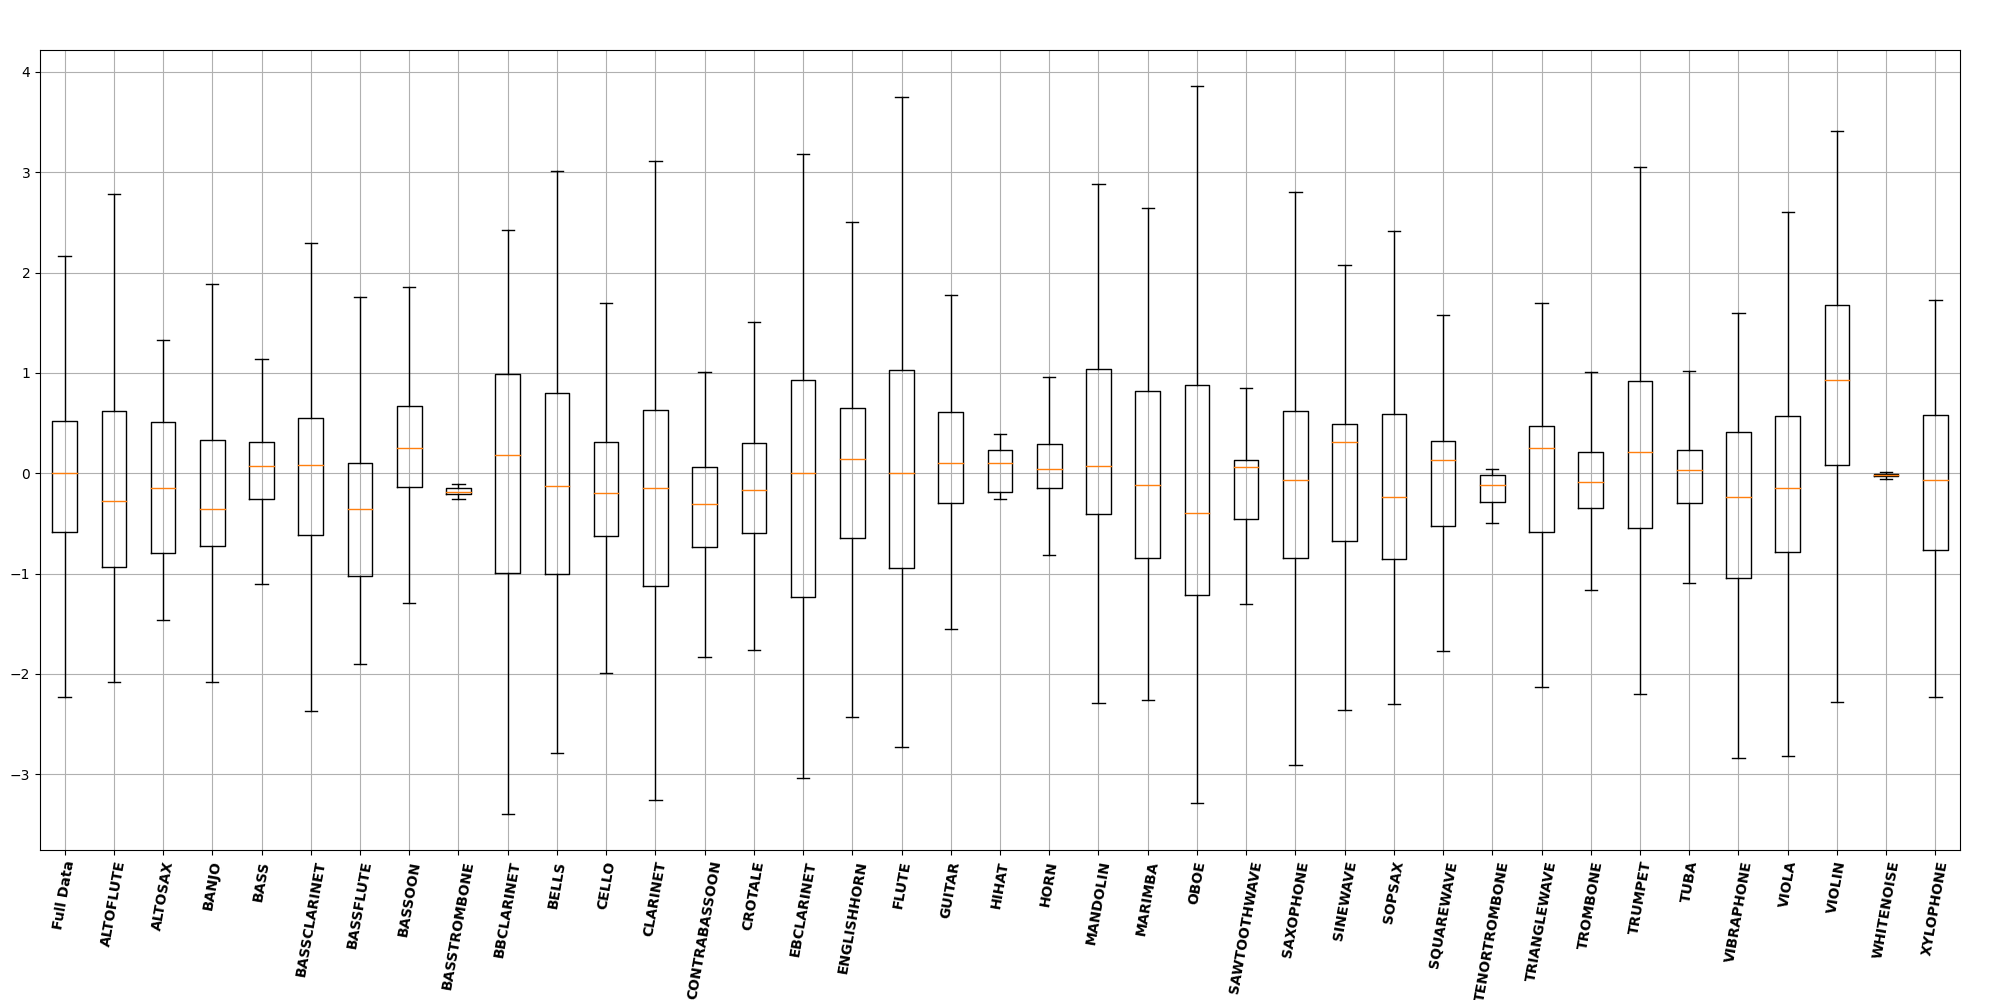 4
3
2
1
0
−1
−2
−3
Full Data
ALTOFLUTE
ALTOSAX
BANJO
BASS
BASSCLARINET
BASSFLUTE
BASSOON
BASSTROMBONE
BBCLARINET
BELLS
CELLO
CLARINET
CONTRABASSOON
CROTALE
EBCLARINET
ENGLISHHORN
FLUTE
GUITAR
HIHAT
HORN
MANDOLIN
MARIMBA
OBOE
SAWTOOTHWAVE
SAXOPHONE
SINEWAVE
SOPSAX
SQUAREWAVE
TENORTROMBONE
TRIANGLEWAVE
TROMBONE
TRUMPET
TUBA
VIBRAPHONE
VIOLA
VIOLIN
WHITENOISE
XYLOPHONE